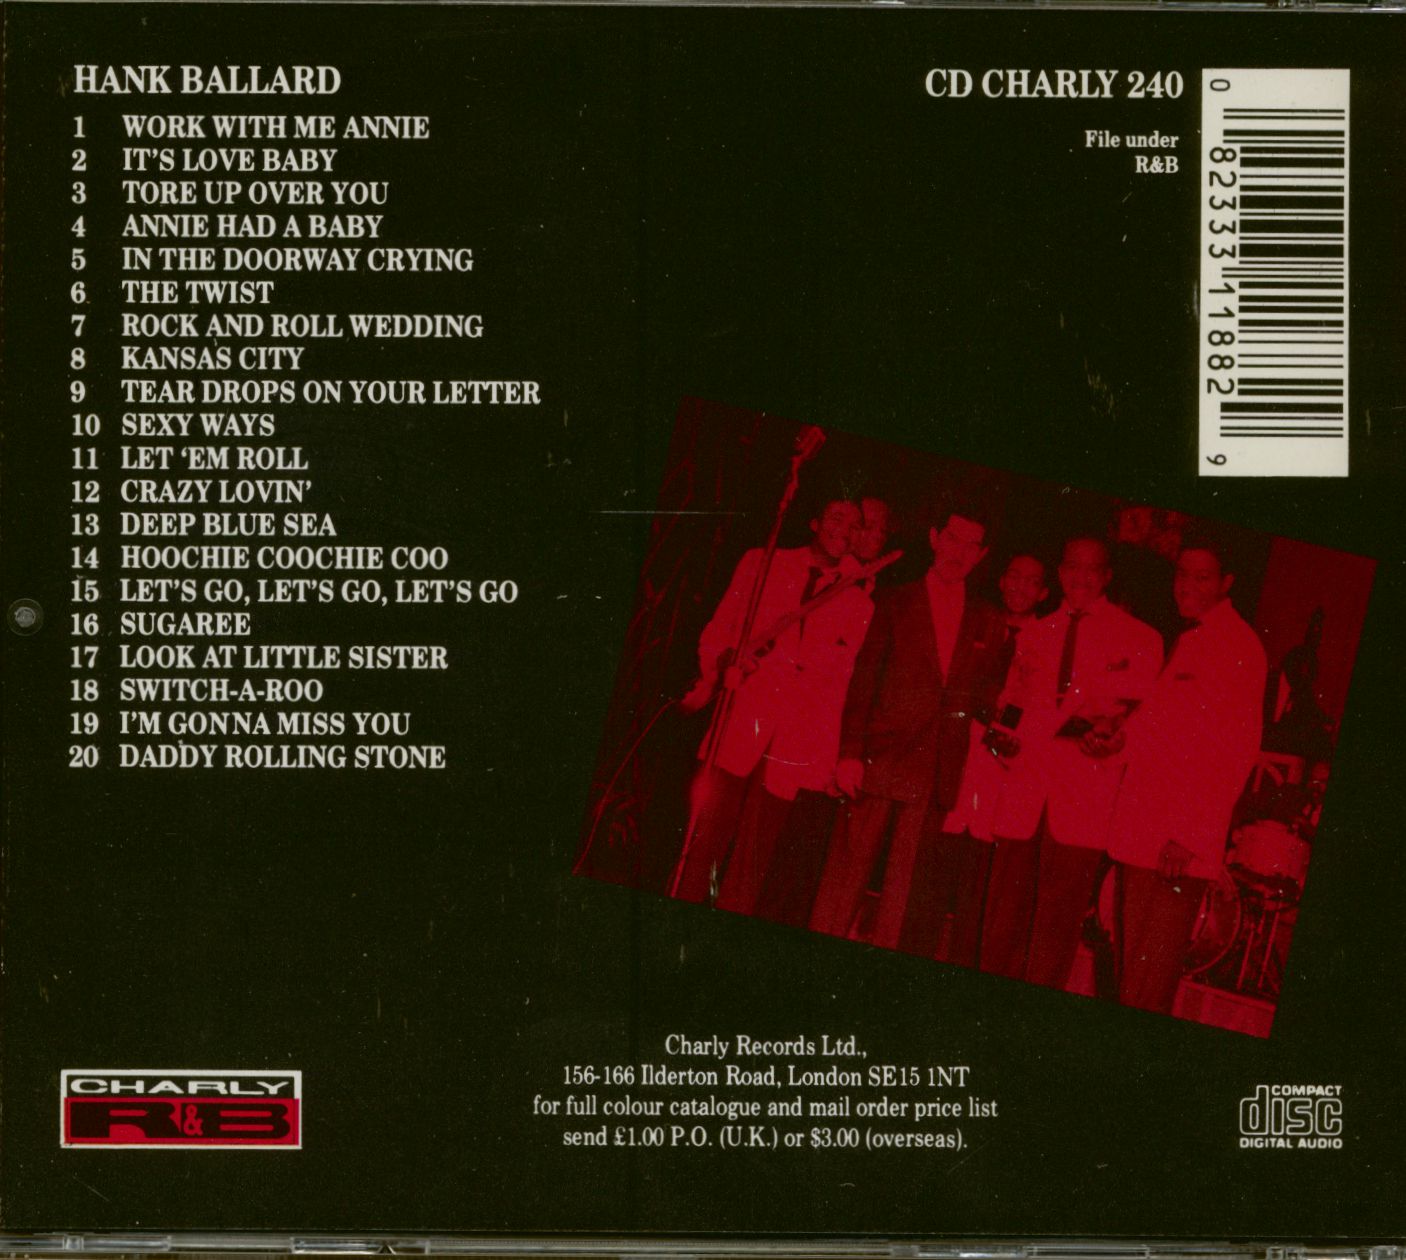 HANK BALLARD
1 WORK WITH ME ANNIE
2 IT'S LOVE BABY
3 TORE UP OVER YOU
4 ANNIE HAD A BABY
5 IN THE DOORWAY CRYING
6 THE TWIST
7 ROCK AND ROLL WEDDING
8 KANSAS CITY
9 TEAR DROPS ON YOUR LETTER
10 SEXY WAYS
11 LET 'EM ROLL
12 CRAZY LOVIN'
13 DEEP BLUE SEA
14 HOOCHIE COOCHIE COO
15 LET'S GO, LET'S GO, LET'S GO
16 SUGAREE
17 LOOK AT LITTLE SISTER
18 SWITCH-A-ROO
19 I'M GONNA MISS YOU
20 DADDY ROLLING STONE
CD CHARLY 240
File under
R&B
0 82333 11882 9
CHARLY
R&B
Charly Records Ltd.,
156-166 Ilderton Road, London SE15 1NT
for full colour catalogue and mail order price list
send £1.00 P.O. (U.K.) or $3.00 (overseas).
COMPACT
disc
DIGITAL AUDIO